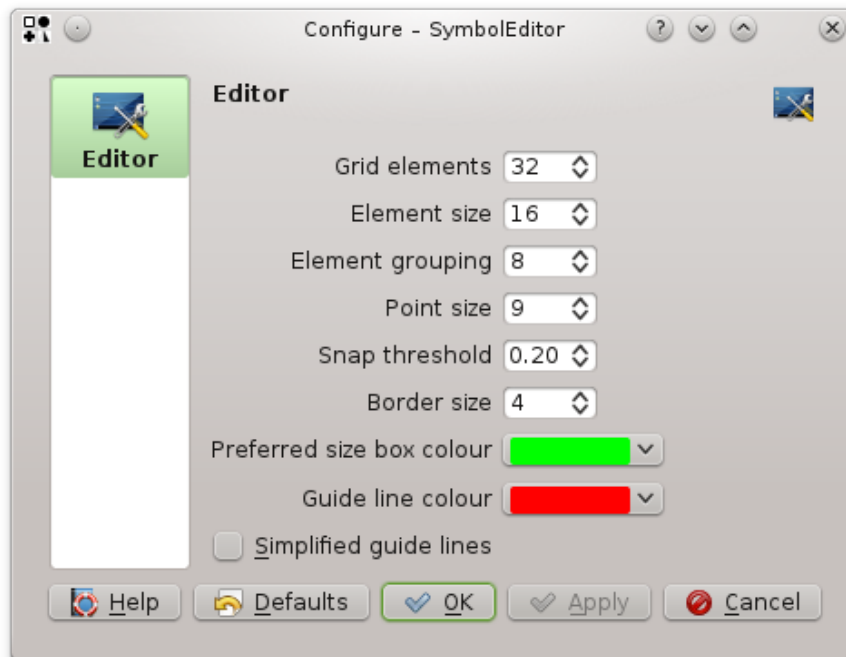 Configure – SymbolEditor
Editor
Editor
Grid elements 32
Element size 16
Element grouping 8
Point size 9
Snap threshold 0.20
Border size 4
Preferred size box colour
Guide line colour
Simplified guide lines
Help Defaults OK Apply Cancel